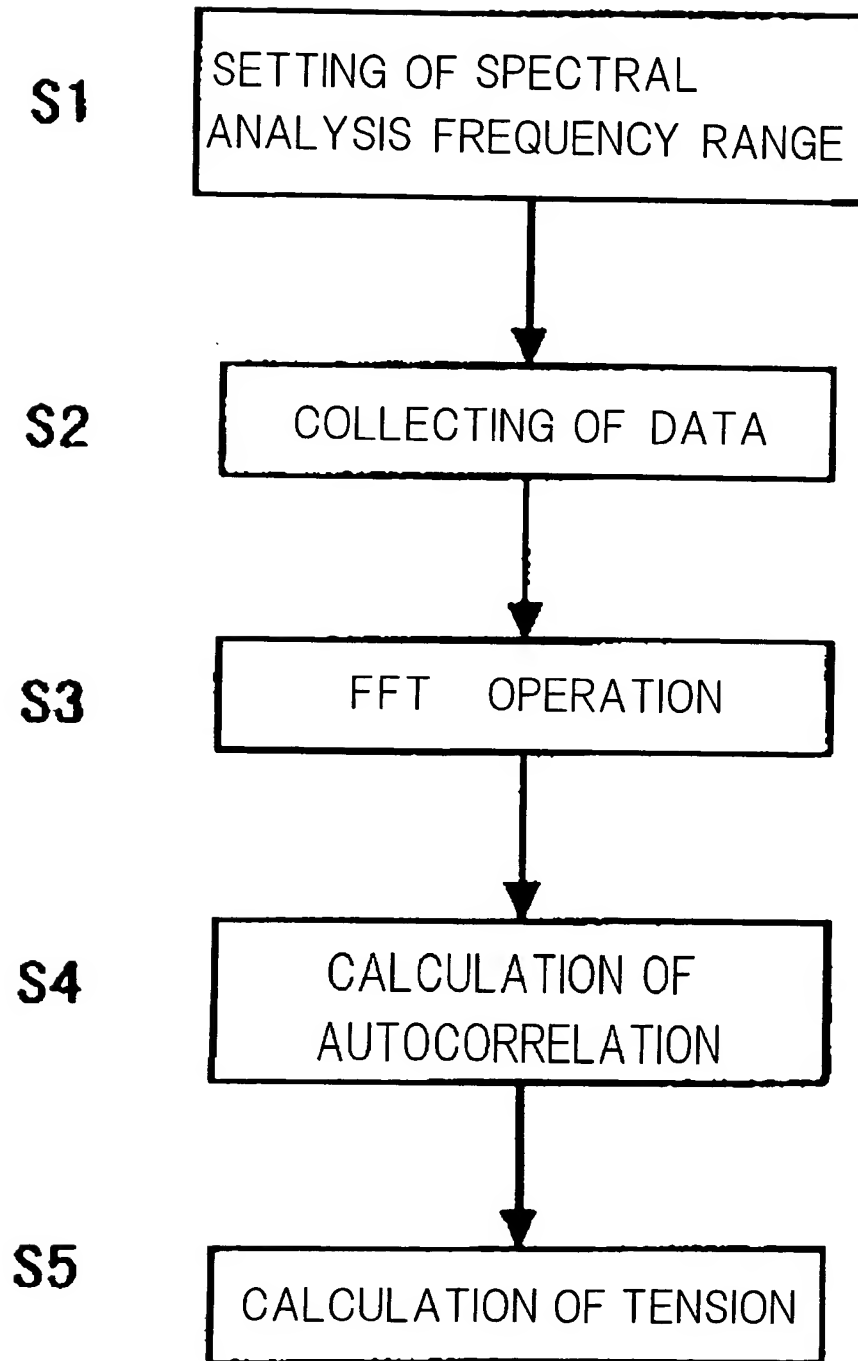 S1
SETTING OF SPECTRAL
ANALYSIS FREQUENCY RANGE
S2
COLLECTING OF DATA
S3
FFT OPERATION
S4
CALCULATION OF
AUTOCORRELATION
S5
CALCULATION OF TENSION